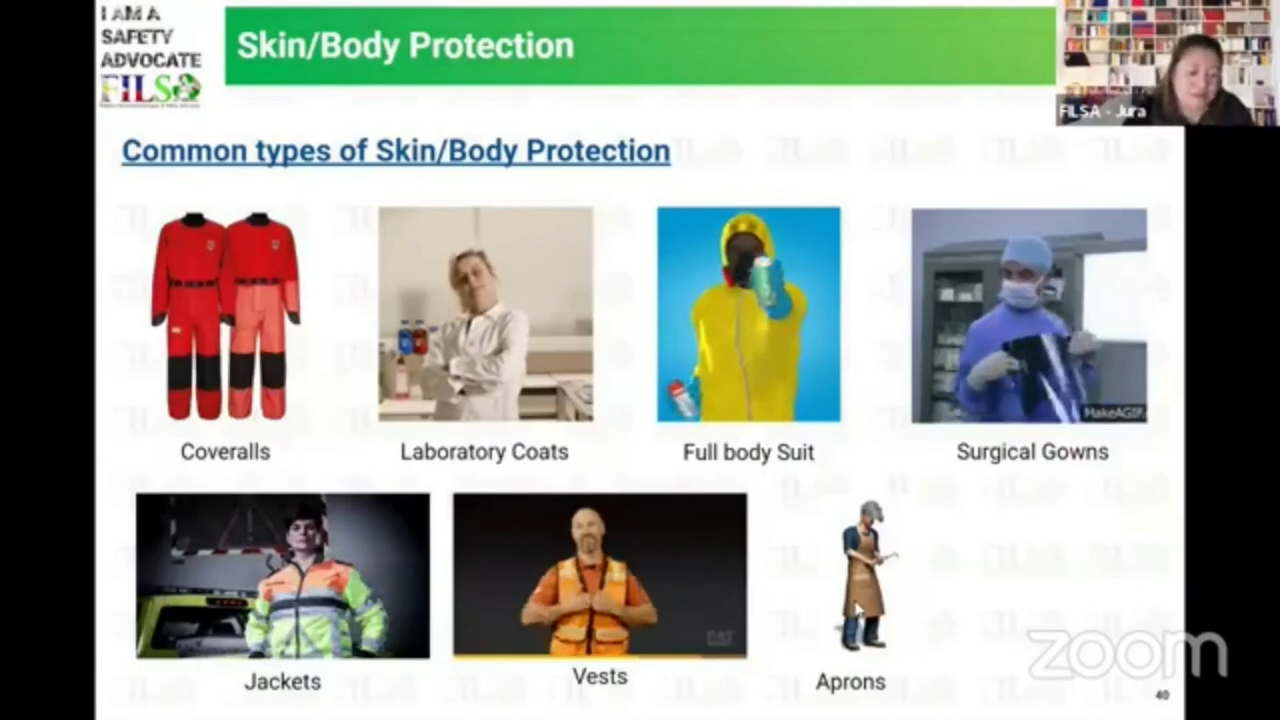 I AM A
SAFETY
ADVOCATE
FILSA
Skin/Body Protection
FILSA - Jura
Common types of Skin/Body Protection
MakeAGIF
Coveralls
Laboratory Coats
Full body Suit
Surgical Gowns
CAT
Jackets
Vests
Aprons
zoom
40